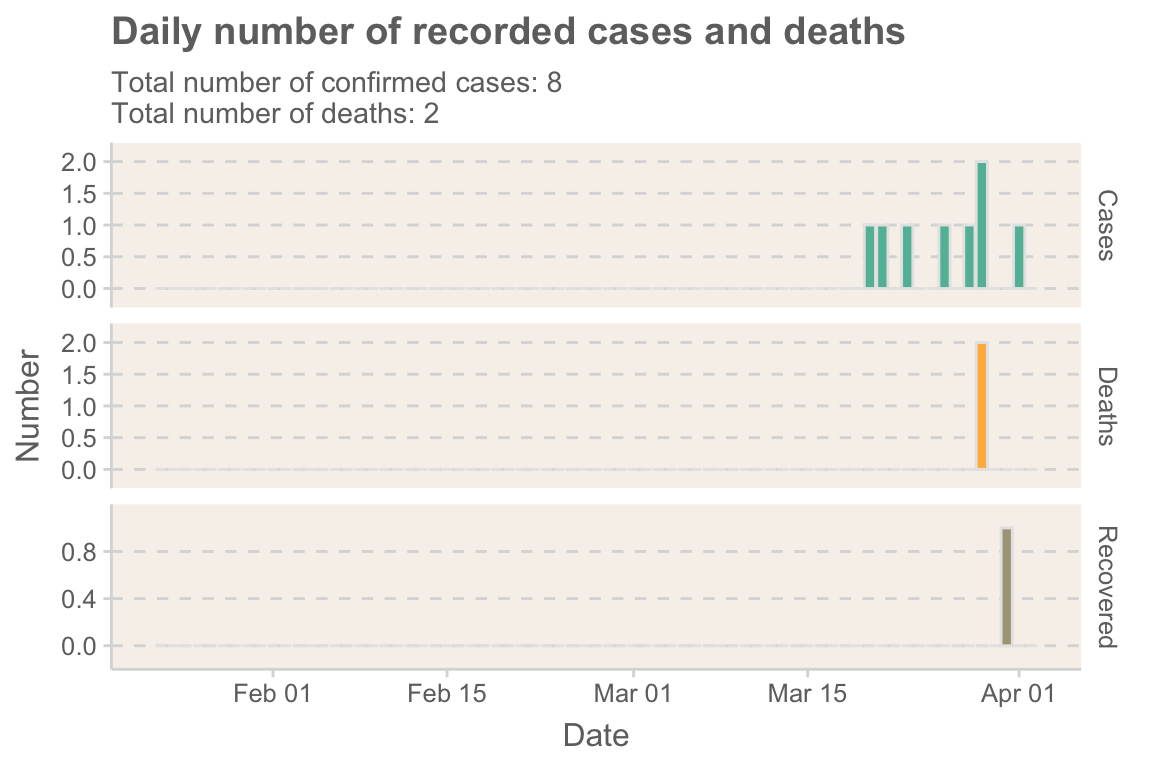 Daily number of recorded cases and deaths
Total number of confirmed cases: 8
Total number of deaths: 2
2.0
1.5
1.0
0.5
0.0
Cases
Number
2.0
1.5
1.0
0.5
0.0
Deaths
0.8
0.4
0.0
Recovered
Feb 01 Feb 15 Mar 01 Mar 15 Apr 01
Date